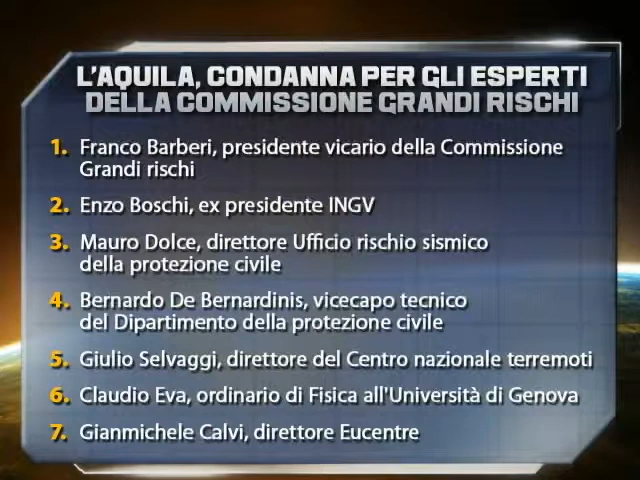 L'AQUILA, CONDANNA PER GLI ESPERTI
DELLA COMMISSIONE GRANDI RISCHI
1. Franco Barberi, presidente vicario della Commissione
Grandi rischi
2. Enzo Boschi, ex presidente INGV
3. Mauro Dolce, direttore Ufficio rischio sismico
della protezione civile
4. Bernardo De Bernardinis, vicecapo tecnico
del Dipartimento della protezione civile
5. Giulio Selvaggi, direttore del Centro nazionale terremoti
6. Claudio Eva, ordinario di Fisica all'Università di Genova
7. Gianmichele Calvi, direttore Eucentre